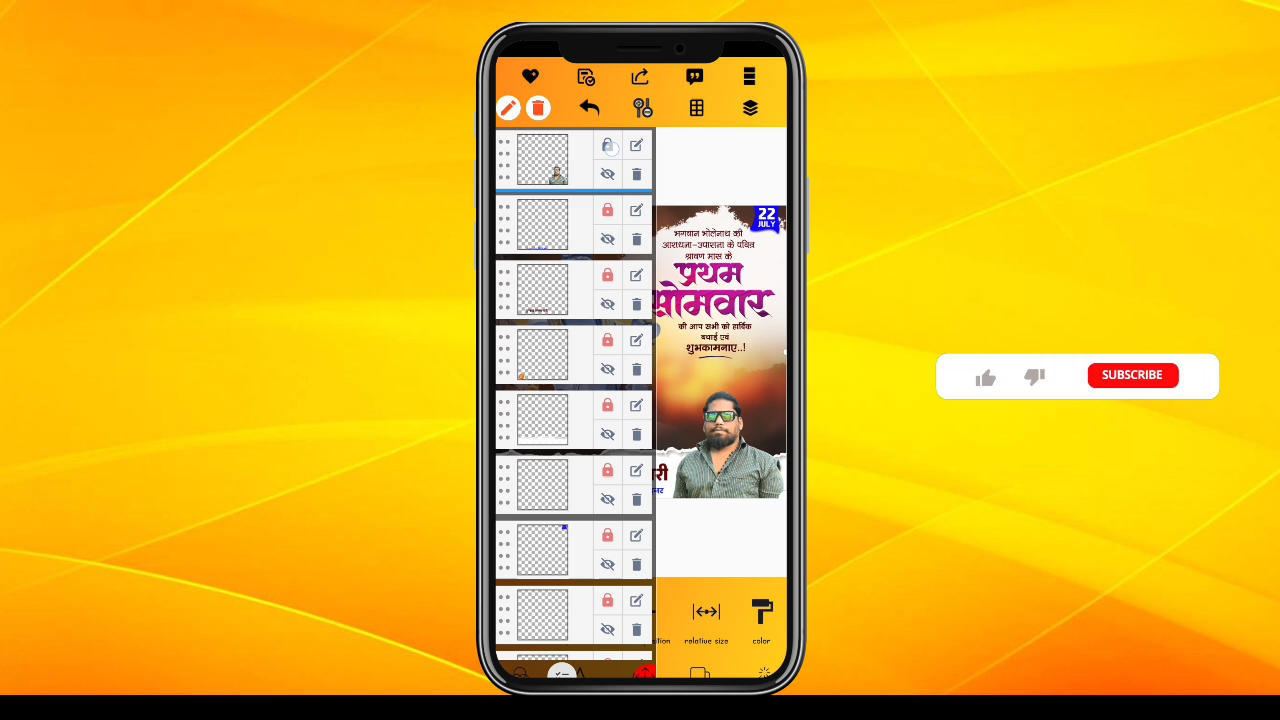 22
JULY
भगवान भोलेनाथ की
आराधना-उपासना के पवित्र
श्रावण मास के
प्रथम
सोमवार
की आप सभी को हार्दिक
बधाई एवं
शुभकामनाए..!
री
relative size
color
SUBSCRIBE